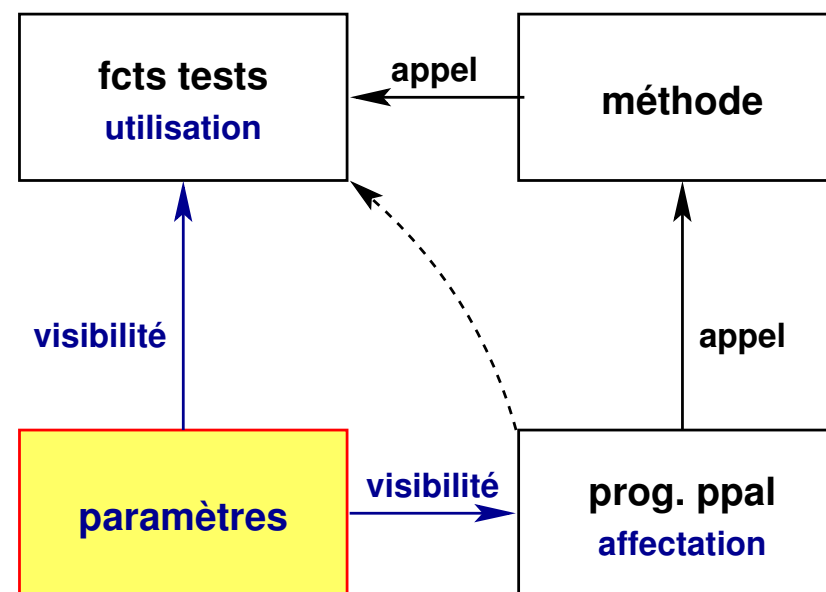 fcts tests
utilisation
appel
méthode
visibilité
appel
paramètres
visibilité
prog. ppal
affectation